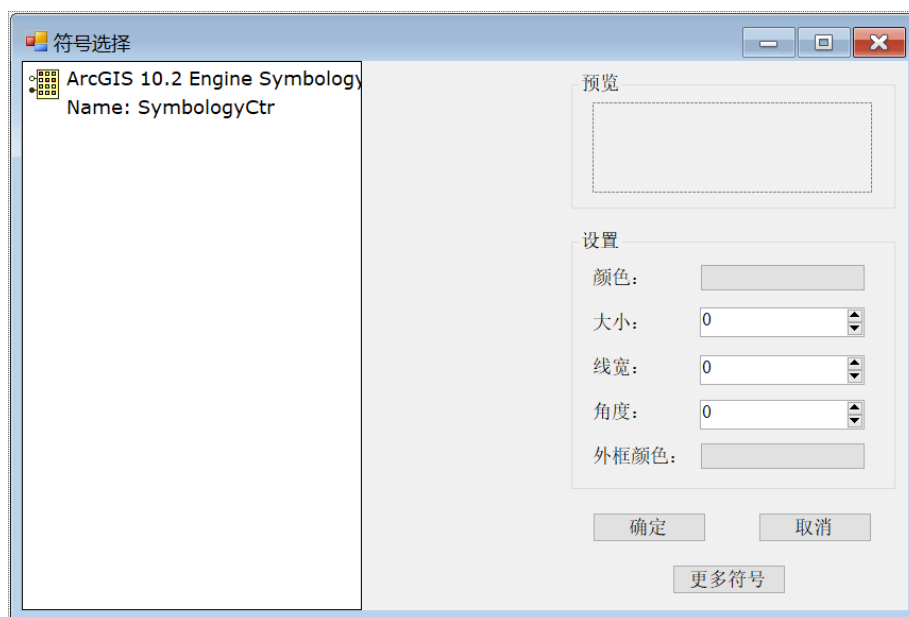 符号选择
ArcGIS 10.2 Engine Symbology
Name: SymbologyCtr
预览
设置
颜色：
大小： 0
线宽： 0
角度： 0
外框颜色：
确定 取消
更多符号